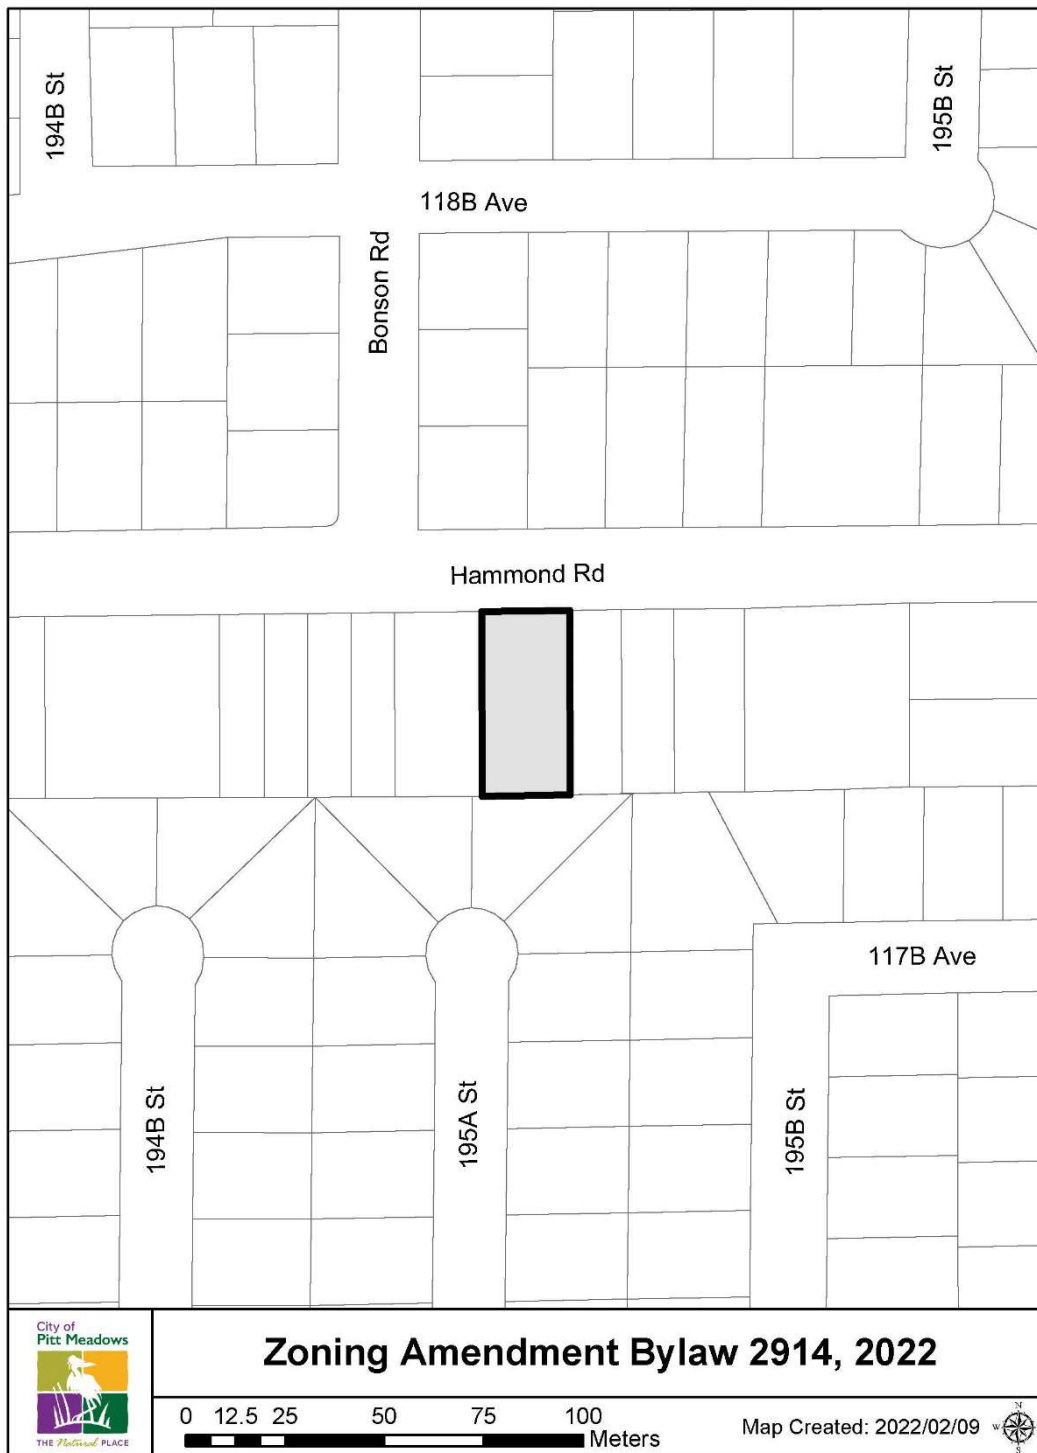 194B St
195B St
118B Ave
Bonson Rd
Hammond Rd
117B Ave
194B St
195A St
195B St
City of
Pitt Meadows
THE Natural PLACE
Zoning Amendment Bylaw 2914, 2022
0 12.5 25 50 75 100
Meters
Map Created: 2022/02/09
N
W
S